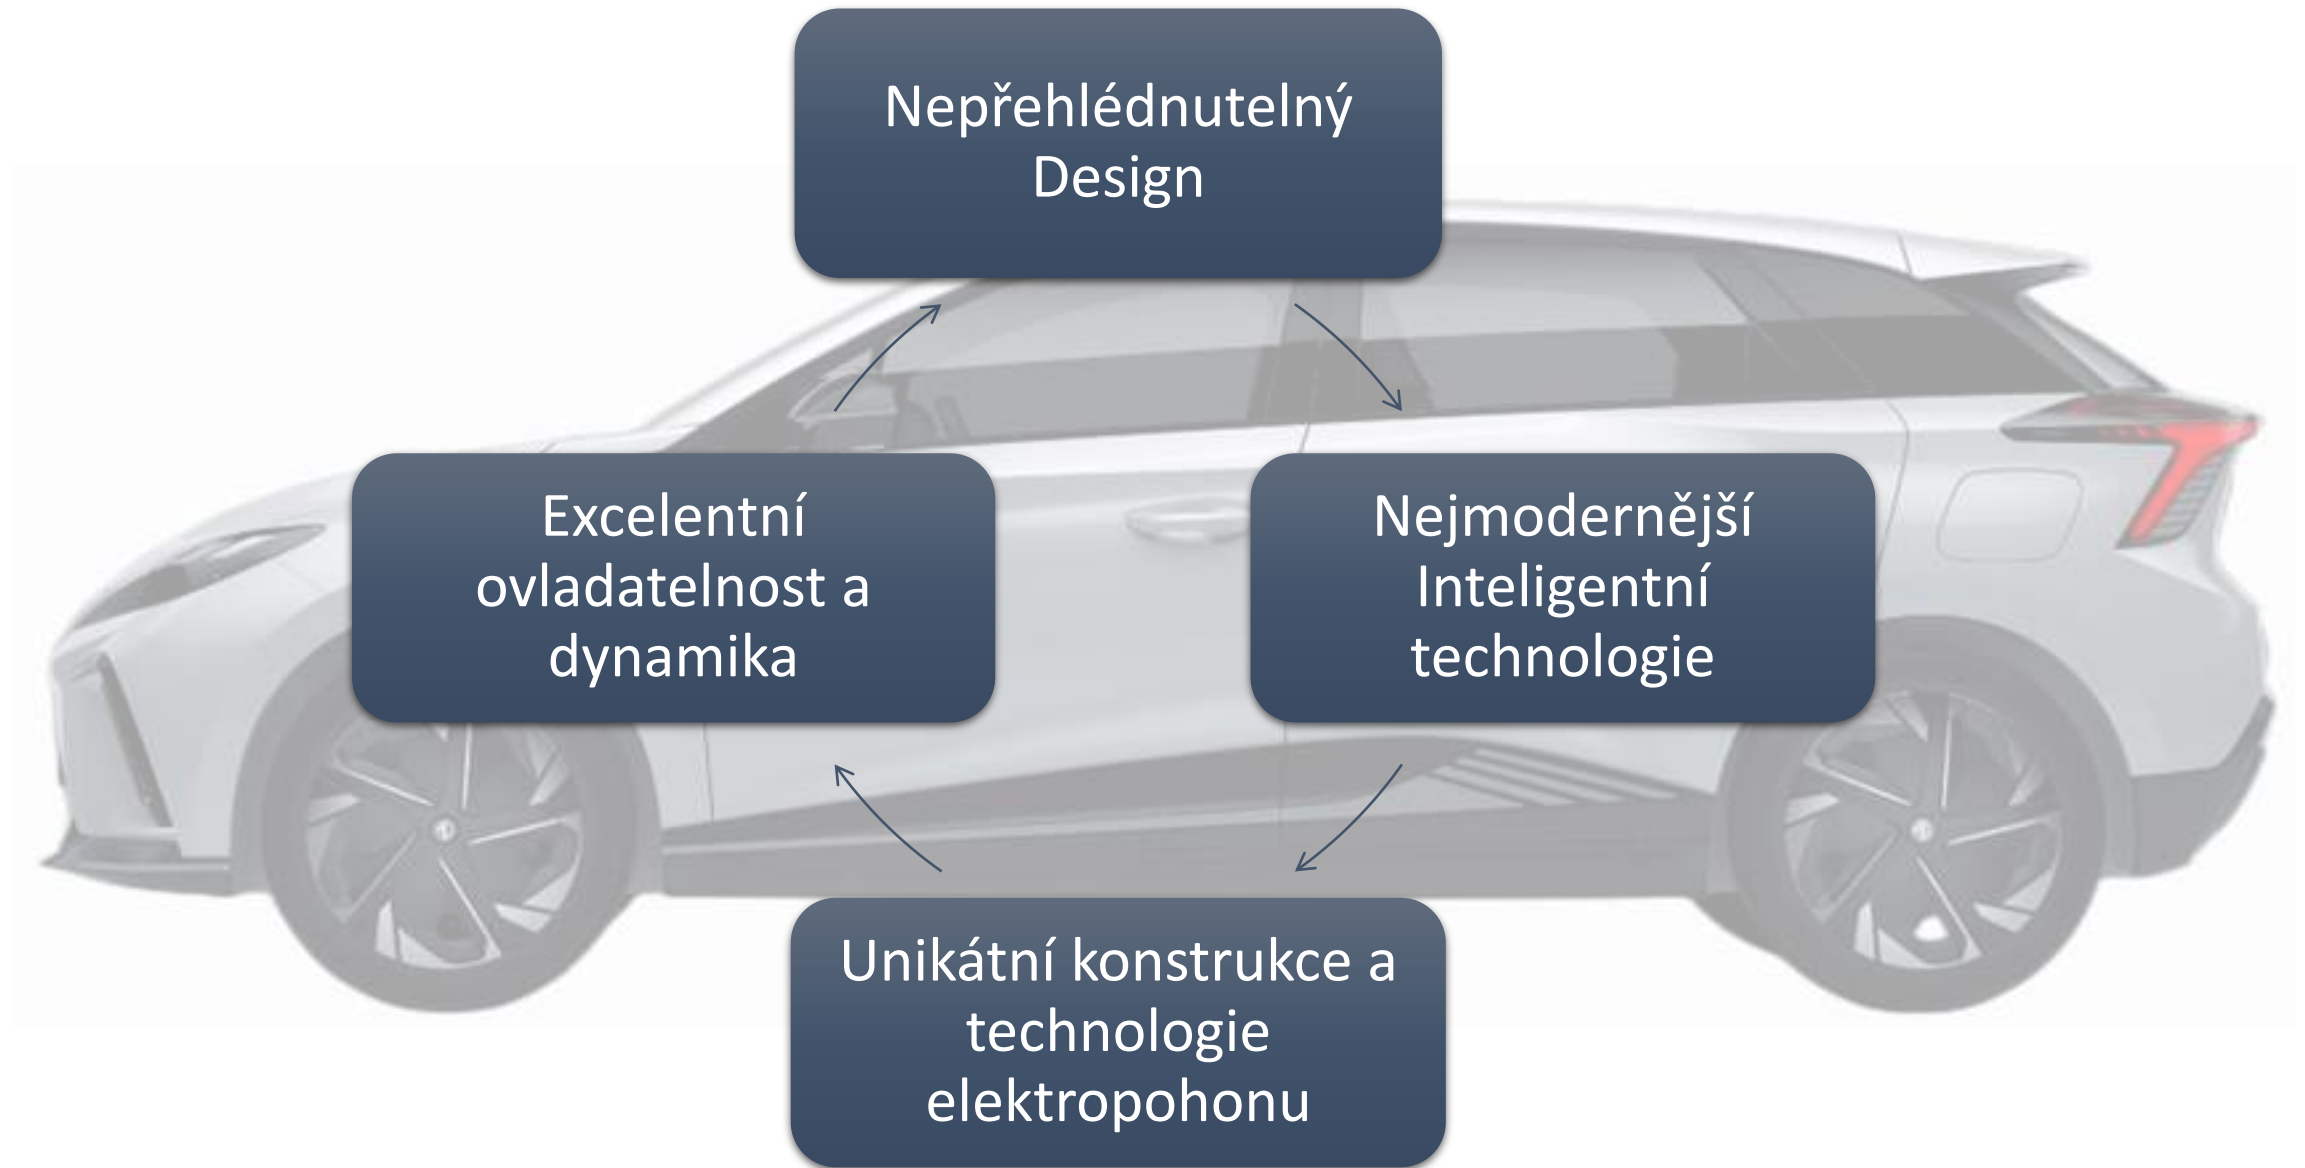 Nepřehlédnutelný
Design
Excelentní
ovladatelnost a
dynamika
Nejmodernější
Inteligentní
technologie
Unikátní konstrukce a
technologie
elektropohonu